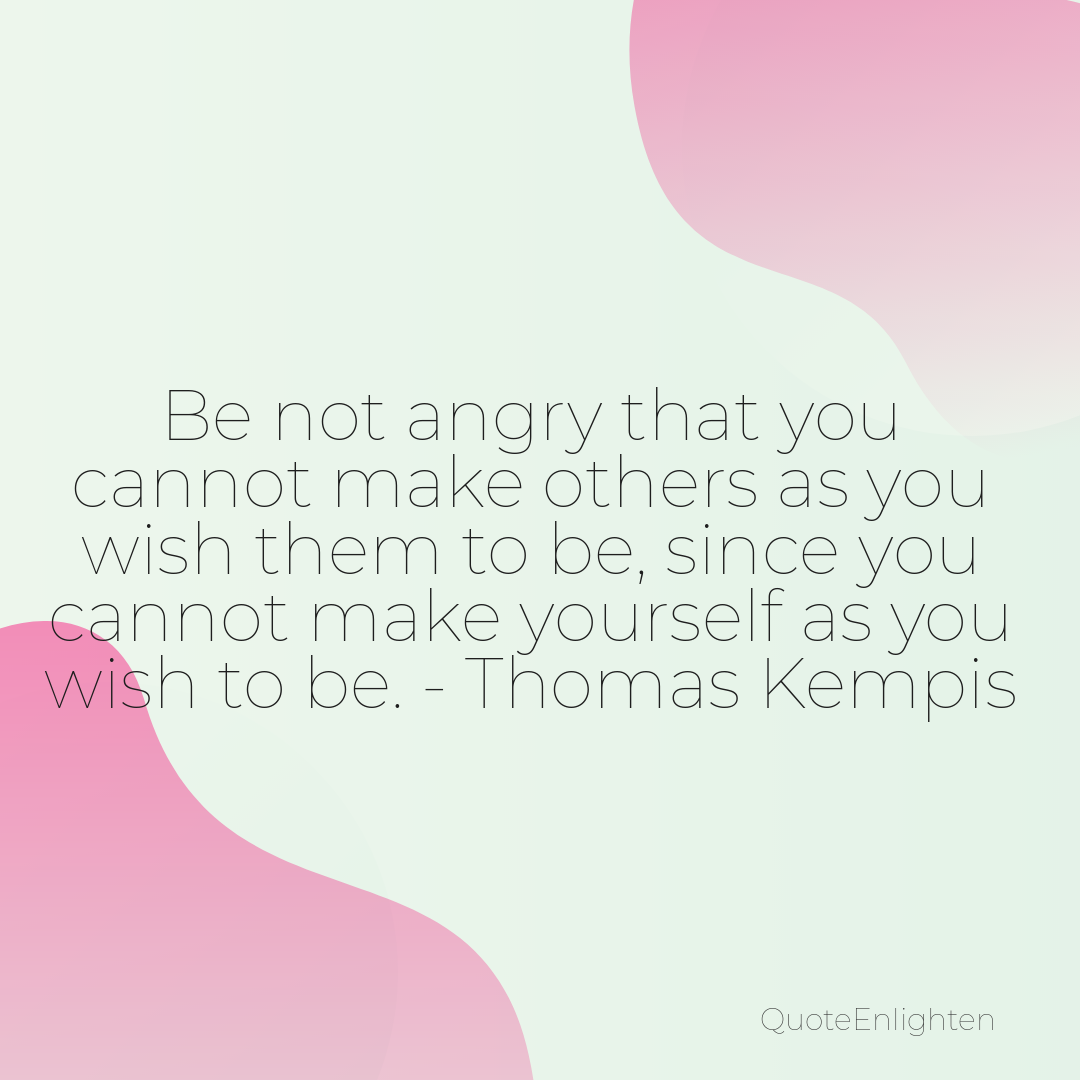 Be not angry that you
cannot make others as you
wish them to be, since you
cannot make yourself as you
wish to be. - Thomas Kempis
QuoteEnlighten